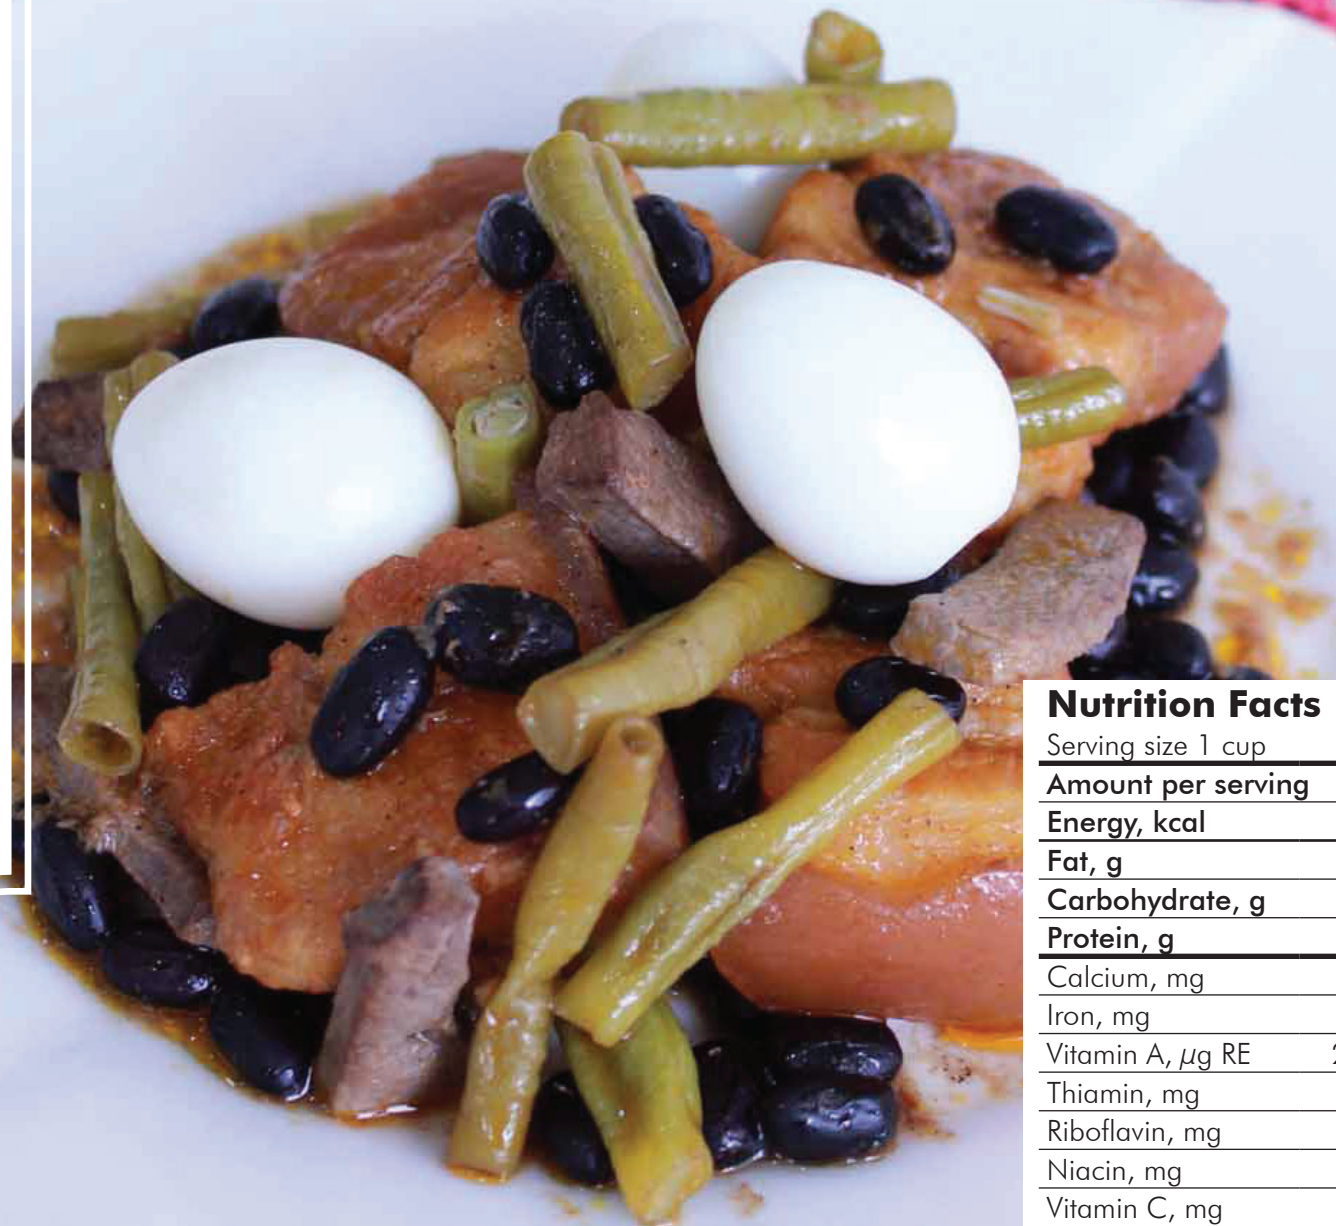 Nutrition Facts
Serving size 1 cup
Amount per serving
Energy, kcal
Fat, g
Carbohydrate, g
Protein, g
Calcium, mg
Iron, mg
Vitamin A, µg RE
Thiamin, mg
Riboflavin, mg
Niacin, mg
Vitamin C, mg